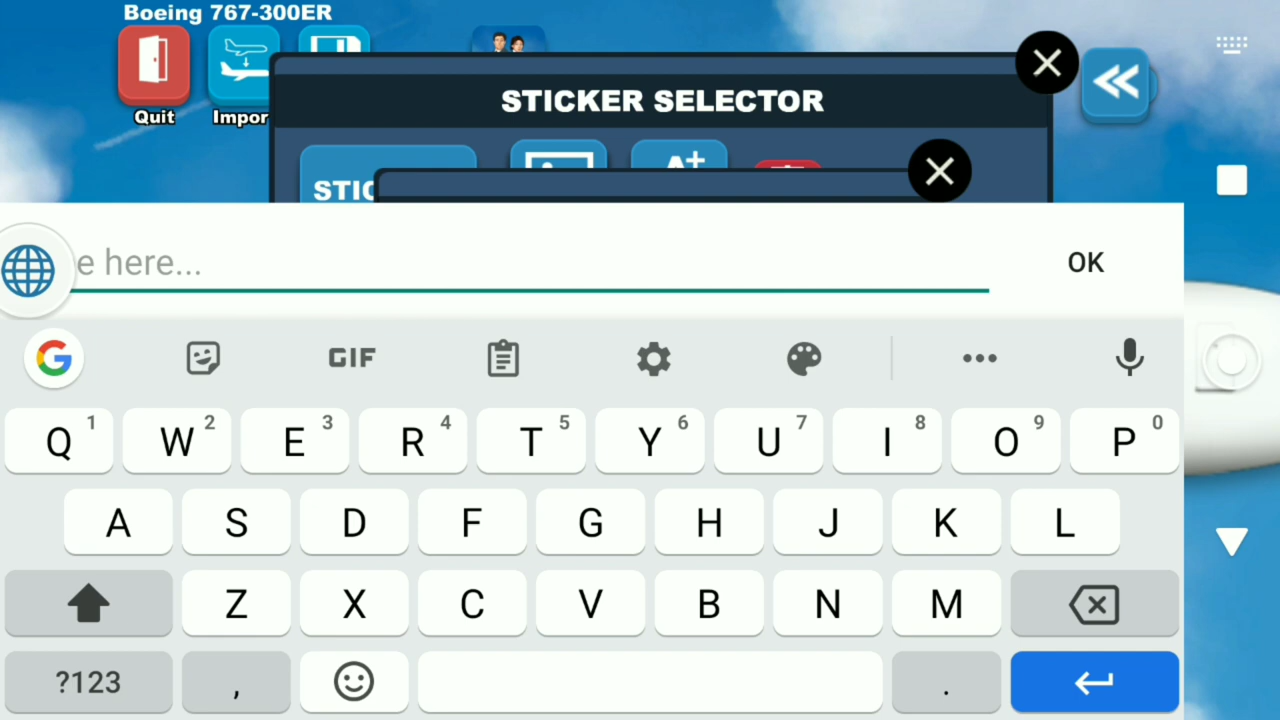 Boeing 767-300ER
Quit
Impor
STICKER SELECTOR
STIC
A+
e here...
OK
GIF
Q 1 W 2 E 3 R 4 T 5 Y 6 U 7 I 8 O 9 P 0
A S D F G H J K L
Z X C V B N M
?123 , .